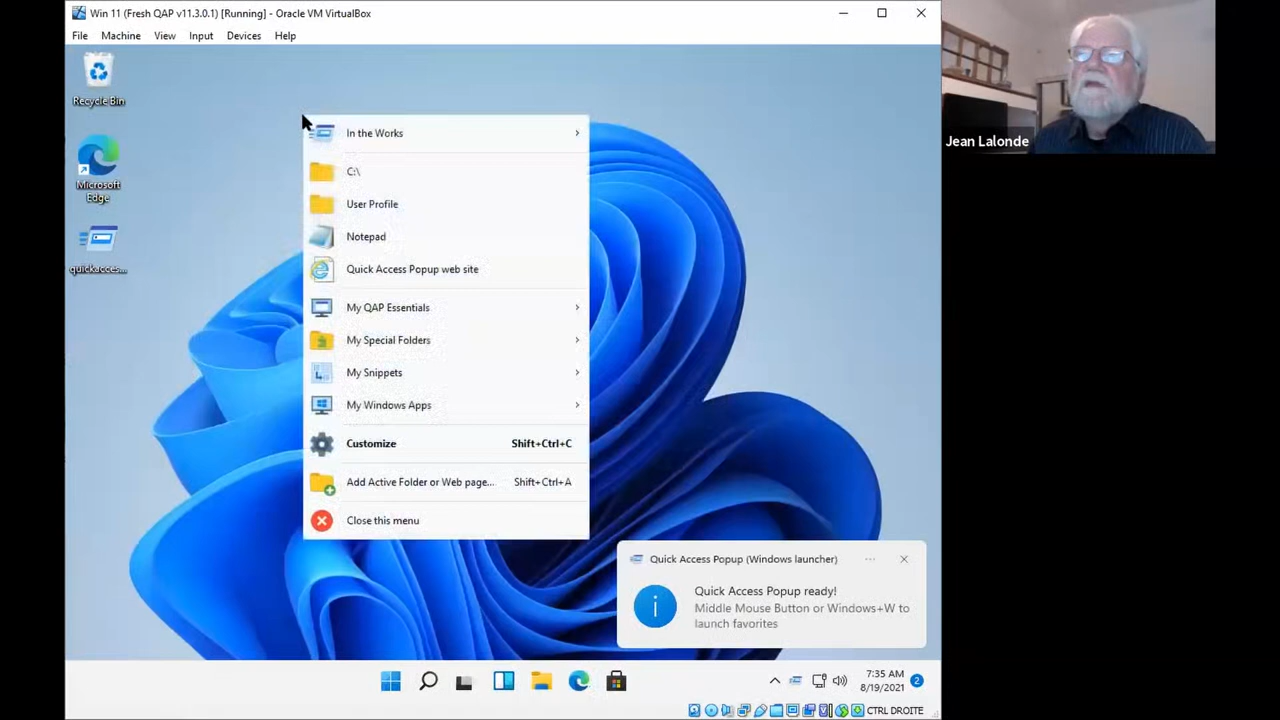 Win 11 (Fresh QAP v11.3.0.1) [Running] - Oracle VM VirtualBox
File Machine View Input Devices Help
Recycle Bin
Microsoft
Edge
quickacces...
In the Works
C:\
User Profile
Notepad
Quick Access Popup web site
My QAP Essentials
My Special Folders
My Snippets
My Windows Apps
Customize Shift+Ctrl+C
Add Active Folder or Web page... Shift+Ctrl+A
Close this menu
Quick Access Popup (Windows launcher)
Quick Access Popup ready!
Middle Mouse Button or Windows+W to
launch favorites
7:35 AM
8/19/2021 2
CTRL DROITE
Jean Lalonde